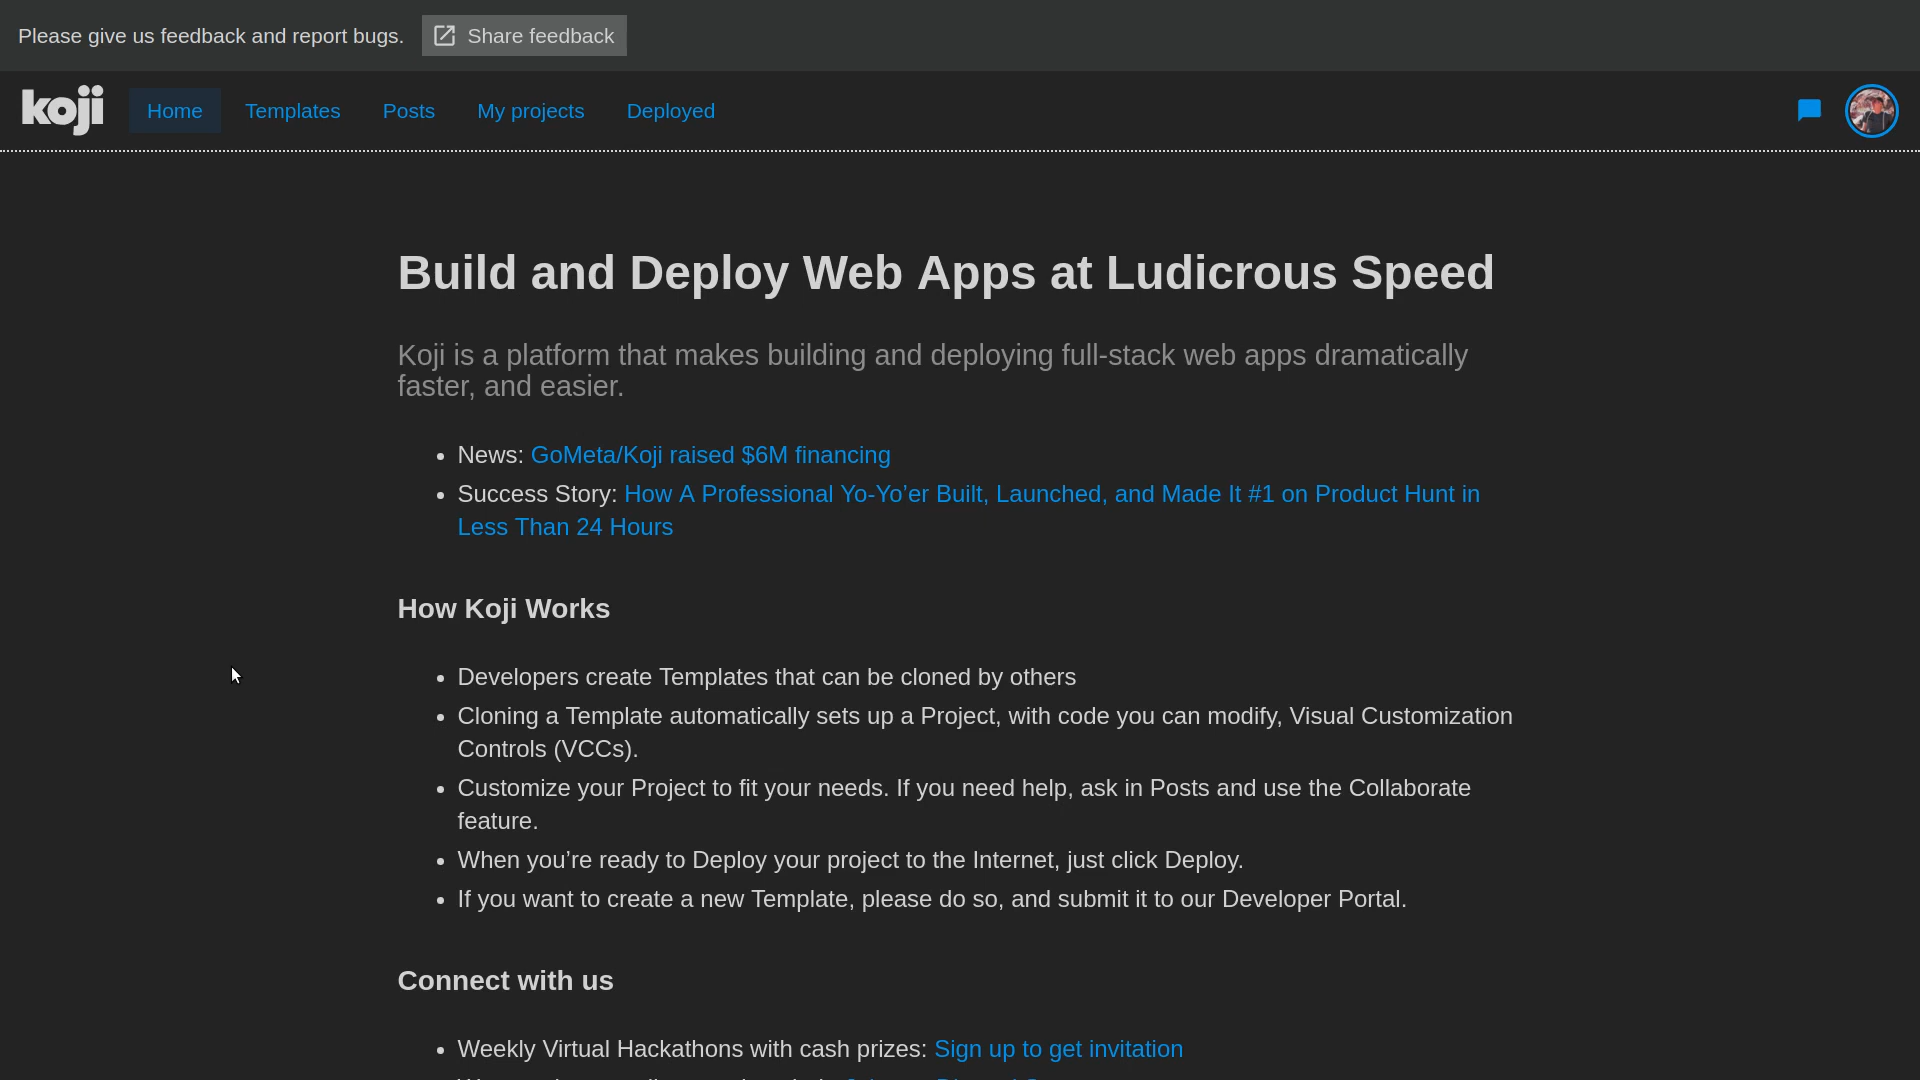 Please give us feedback and report bugs.
Share feedback
koji
Home
Templates
Posts
My projects
Deployed
Build and Deploy Web Apps at Ludicrous Speed
Koji is a platform that makes building and deploying full-stack web apps dramatically
faster, and easier.
• News: GoMeta/Koji raised $6M financing
• Success Story: How A Professional Yo-Yo’er Built, Launched, and Made It #1 on Product Hunt in
Less Than 24 Hours
How Koji Works
• Developers create Templates that can be cloned by others
• Cloning a Template automatically sets up a Project, with code you can modify, Visual Customization
Controls (VCCs).
• Customize your Project to fit your needs. If you need help, ask in Posts and use the Collaborate
feature.
• When you’re ready to Deploy your project to the Internet, just click Deploy.
• If you want to create a new Template, please do so, and submit it to our Developer Portal.
Connect with us
• Weekly Virtual Hackathons with cash prizes: Sign up to get invitation